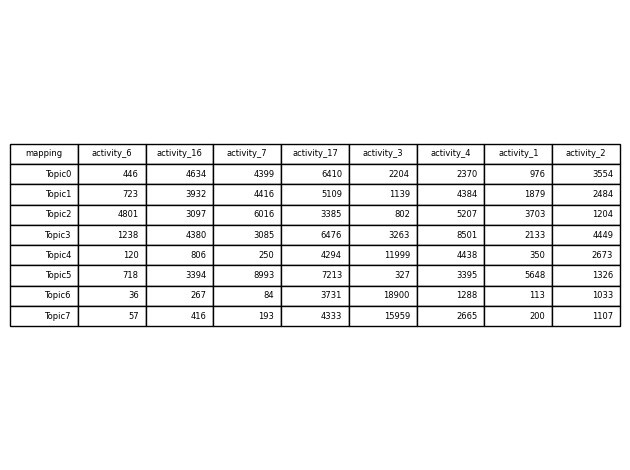 mapping activity_6 activity_16 activity_7 activity_17 activity_3 activity_4 activity_1 activity_2
Topic0 446 4634 4399 6410 2204 2370 976 3554
Topic1 723 3932 4416 5109 1139 4384 1879 2484
Topic2 4801 3097 6016 3385 802 5207 3703 1204
Topic3 1238 4380 3085 6476 3263 8501 2133 4449
Topic4 120 806 250 4294 11999 4438 350 2673
Topic5 718 3394 8993 7213 327 3395 5648 1326
Topic6 36 267 84 3731 18900 1288 113 1033
Topic7 57 416 193 4333 15959 2665 200 1107